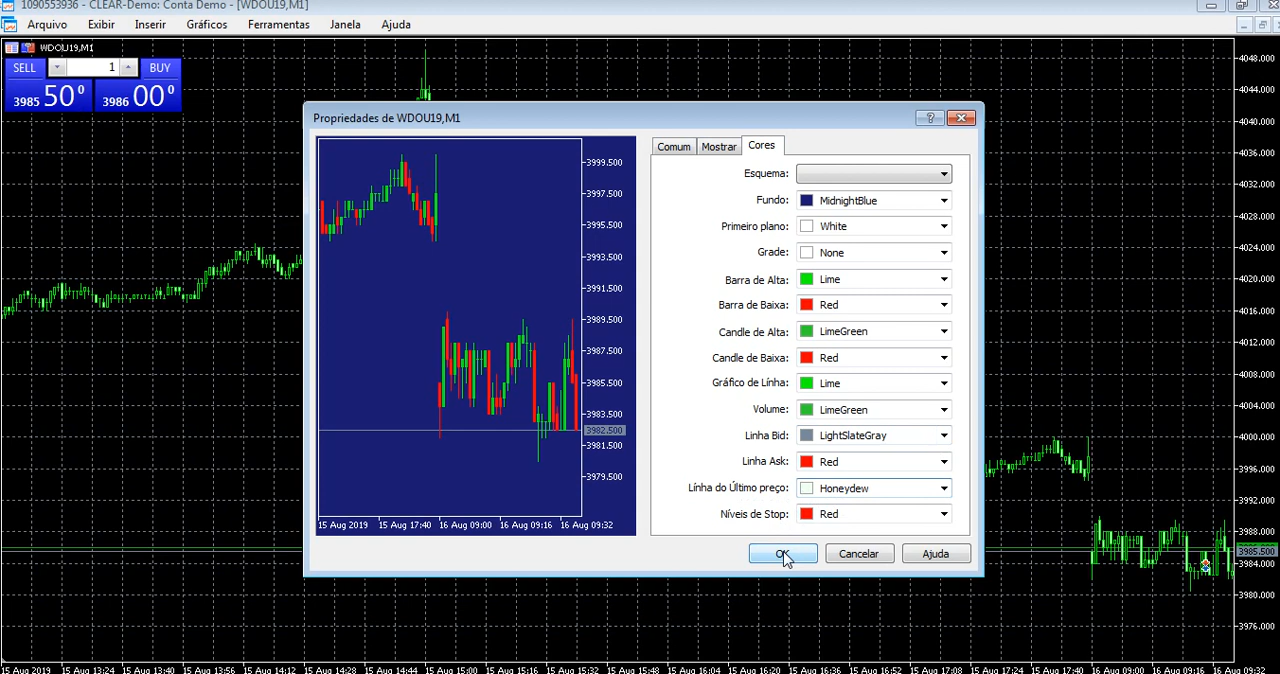 1090553936 - CLEAR-Demo: Conta Demo - [WDOU19,M1]
Arquivo Exibir Inserir Gráficos Ferramentas Janela Ajuda
WDOU19,M1
SELL 1 BUY
3985 50 0 3986 00 0
Propriedades de WDOU19,M1
Comum Mostrar Cores
Esquema:
Fundo: MidnightBlue
Primeiro plano: White
Grade: None
Barra de Alta: Lime
Barra de Baixa: Red
Candle de Alta: LimeGreen
Candle de Baixa: Red
Gráfico de Linha: Lime
Volume: LimeGreen
Linha Bid: LightSlateGray
Linha Ask: Red
Linha do Último preço: Honeydew
Níveis de Stop: Red
OK Cancelar Ajuda
3999.500
3997.500
3995.500
3993.500
3991.500
3989.500
3987.500
3985.500
3983.500
3982.500
3981.500
3979.500
15 Aug 2019 15 Aug 17:40 16 Aug 09:00 16 Aug 09:16 16 Aug 09:32
4048.000
4044.000
4040.000
4036.000
4032.000
4028.000
4024.000
4020.000
4016.000
4012.000
4008.000
4004.000
4000.000
3996.000
3992.000
3988.000
3985.500
3984.000
3980.000
3976.000
15 Aug 2019 15 Aug 13:24 15 Aug 13:40 15 Aug 13:56 15 Aug 14:12 15 Aug 14:28 15 Aug 14:44 15 Aug 15:00 15 Aug 15:16 15 Aug 15:32 15 Aug 15:48 15 Aug 16:04 15 Aug 16:20 15 Aug 16:36 15 Aug 16:52 15 Aug 17:08 15 Aug 17:24 15 Aug 17:40 16 Aug 09:00 16 Aug 09:16 16 Aug 09:32